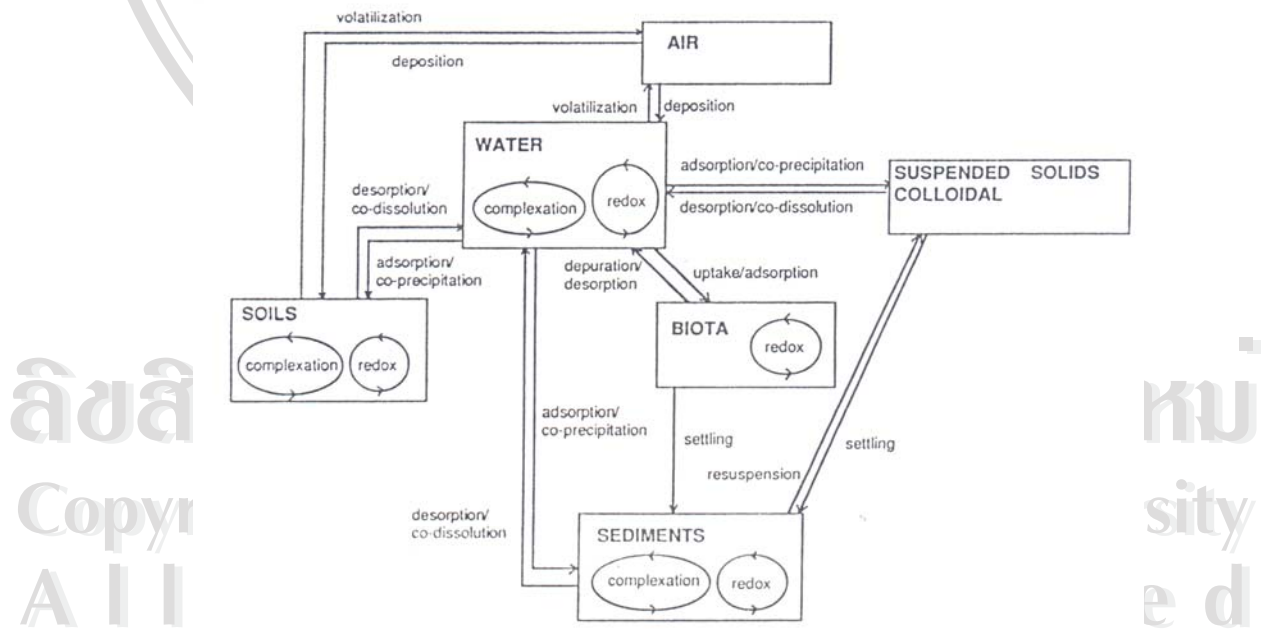 volatilization
AIR
deposition
volatilization
deposition
WATER
adsorption/co-precipitation
SUSPENDED SOLIDS
COLLOIDAL
desorption/
co-dissolution
complexation
redox
desorption/co-dissolution
adsorption/
co-precipitation
depuration/
desorption
uptake/adsorption
SOILS
complexation
redox
BIOTA
redox
adsorption/
co-precipitation
settling
settling
resuspension
desorption/
co-dissolution
SEDIMENTS
complexation
redox
A l l